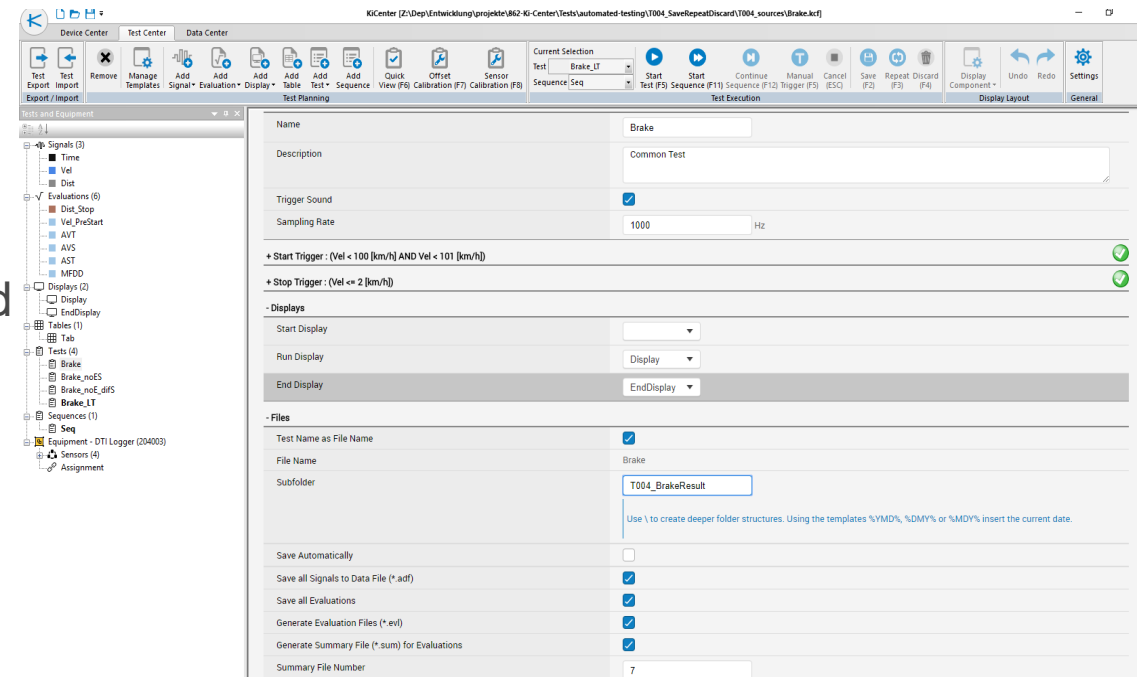 KiCenter [Z:\Dep\Entwicklung\projekte\862-Ki-Center\Tests\automated-testing\T004_SaveRepeatDiscard\T004_sources\Brake.kcf]
Device Center Test Center Data Center
Test Export
Test Import
Remove
Manage Templates
Add Signal
Add Evaluation
Add Display
Add Table
Add Test
Add Sequence
Quick View (F6)
Offset Calibration (F7)
Sensor Calibration (F8)
Current Selection
Test Brake_LT
Sequence Seq
Start Test (F5)
Start Sequence (F11)
Continue Sequence (F12)
Manual Trigger (F5)
Cancel (ESC)
Save (F2)
Repeat (F3)
Discard (F4)
Display Component
Undo
Redo
Settings
Export / Import Test Planning Test Execution Display Layout General
Tests and Equipment
Signals (3)
Time
Vel
Dist
Evaluations (6)
Dist_Stop
Vel_PreStart
AVT
AVS
AST
MFDD
Displays (2)
Display
EndDisplay
Tables (1)
Tab
Tests (4)
Brake
Brake_noES
Brake_noE_difS
Brake_LT
Sequences (1)
Seq
Equipment - DTI Logger (204003)
Sensors (4)
Assignment
d
Name Brake
Description Common Test
Trigger Sound
Sampling Rate 1000 Hz
+ Start Trigger : (Vel < 100 [km/h] AND Vel < 101 [km/h])
+ Stop Trigger : (Vel <= 2 [km/h])
- Displays
Start Display
Run Display Display
End Display EndDisplay
- Files
Test Name as File Name
File Name Brake
Subfolder T004_BrakeResult
Use \ to create deeper folder structures. Using the templates %YMD%, %DMY% or %MDY% insert the current date.
Save Automatically
Save all Signals to Data File (*.adf)
Save all Evaluations
Generate Evaluation Files (*.evl)
Generate Summary File (*.sum) for Evaluations
Summary File Number 7